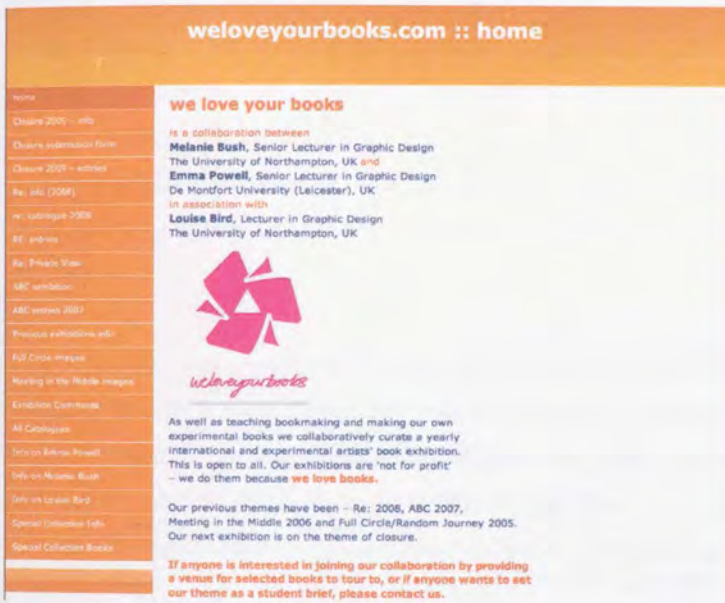 weloveyourbooks.com :: home
home
Closure 2009 – info
Closure submission form
Closure 2009 – entries
Re: info (2008)
re: catalogue 2008
RE: entries
Re: Private View
ABC exhibition
ABC entries 2007
Previous exhibitions info
Full Circle images
Meeting in the Middle images
Exhibition Comments
All Catalogues
Info on Emma Powell
Info on Melanie Bush
Info on Louise Bird
Special Collection Info
Special Collection Books
we love your books
is a collaboration between
Melanie Bush, Senior Lecturer in Graphic Design
The University of Northampton, UK and
Emma Powell, Senior Lecturer in Graphic Design
De Montfort University (Leicester), UK
in association with
Louise Bird, Lecturer in Graphic Design
The University of Northampton, UK
weloveyourbooks
As well as teaching bookmaking and making our own
experimental books we collaboratively curate a yearly
international and experimental artists' book exhibition.
This is open to all. Our exhibitions are 'not for profit'
– we do them because we love books.
Our previous themes have been – Re: 2008, ABC 2007,
Meeting in the Middle 2006 and Full Circle/Random Journey 2005.
Our next exhibition is on the theme of closure.
If anyone is interested in joining our collaboration by providing
a venue for selected books to tour to, or if anyone wants to set
our theme as a student brief, please contact us.